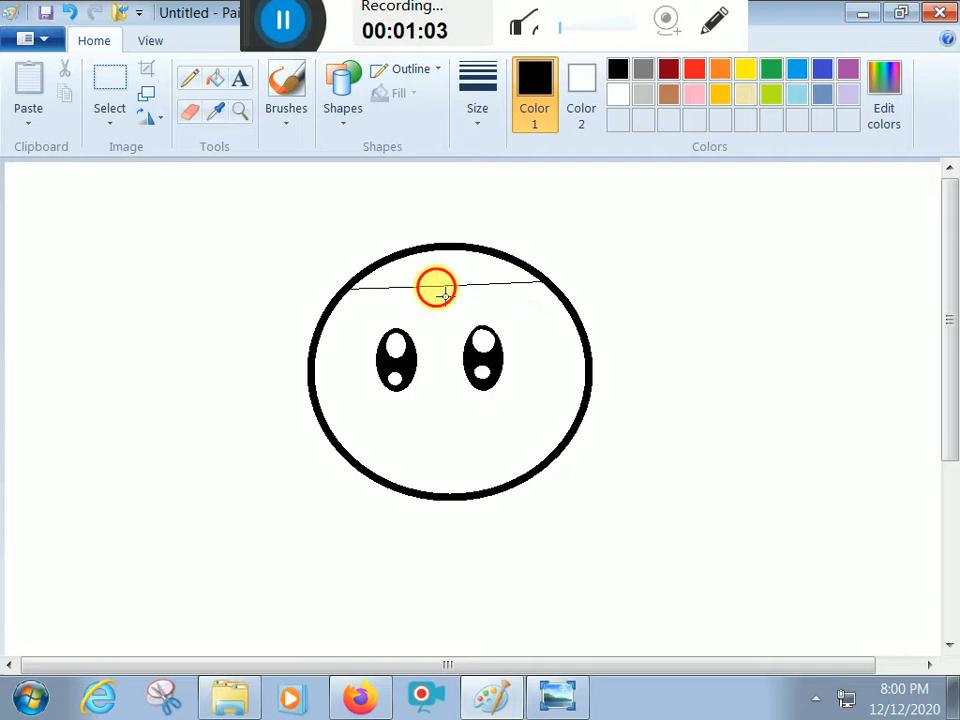 Recording...
00:01:03
Untitled - Pai
Home
View
Paste
Select
Brushes
Shapes
Outline
Fill
Size
Color
1
Color
2
Edit
colors
Clipboard
Image
Tools
Shapes
Colors
8:00 PM
12/12/2020